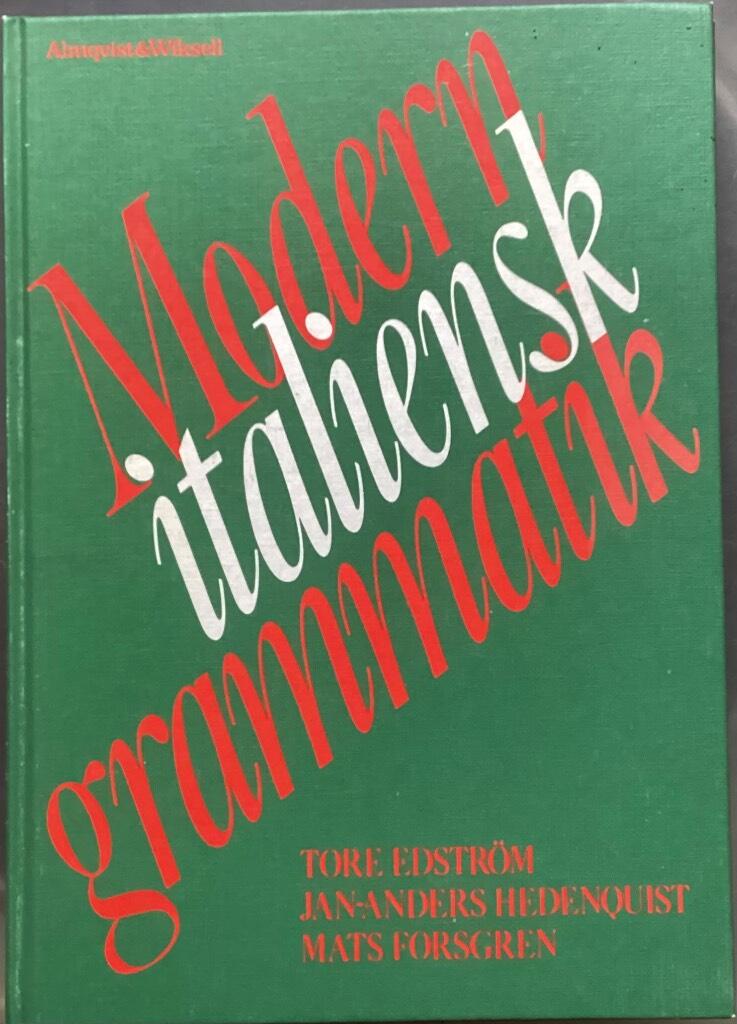 Almqvist&Wiksell
Modern
italiensk
grammatik
TORE EDSTRÖM
JAN-ANDERS HEDENQUIST
MATS FORSGREN